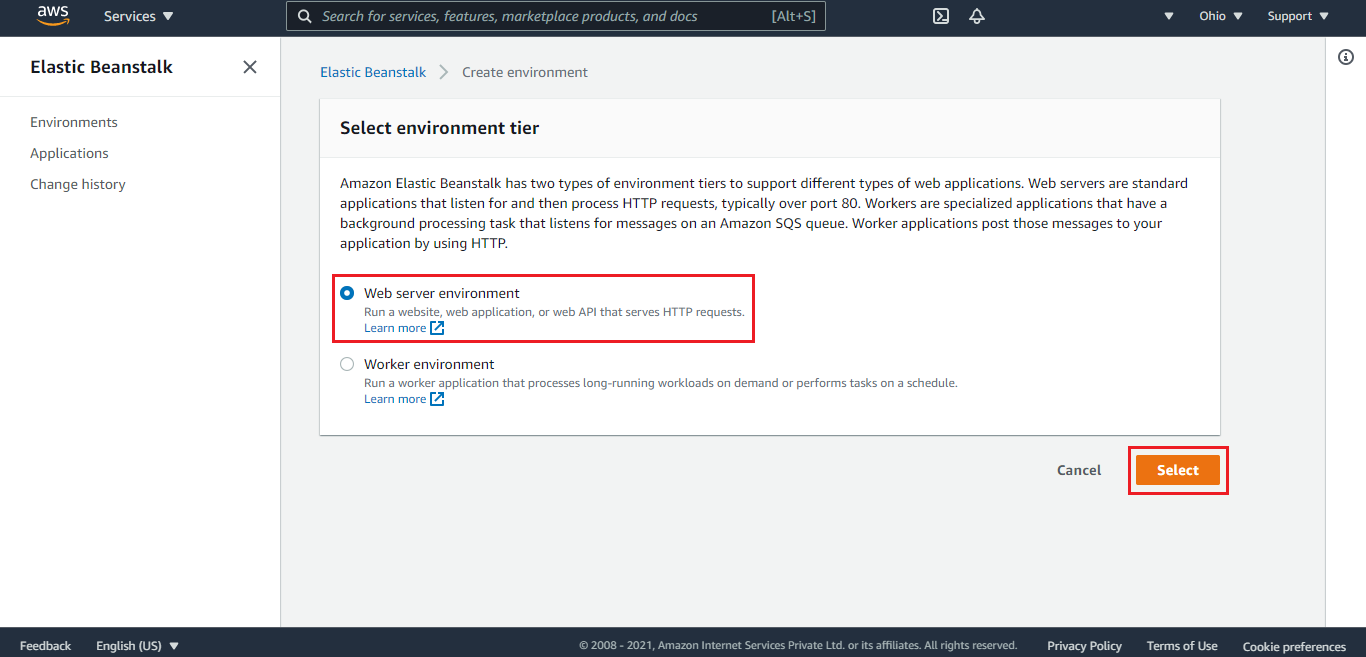 aws
Services
Search for services, features, marketplace products, and docs [Alt+S]
Ohio
Support
Elastic Beanstalk
Environments
Applications
Change history
Elastic Beanstalk > Create environment
Select environment tier
Amazon Elastic Beanstalk has two types of environment tiers to support different types of web applications. Web servers are standard
applications that listen for and then process HTTP requests, typically over port 80. Workers are specialized applications that have a
background processing task that listens for messages on an Amazon SQS queue. Worker applications post those messages to your
application by using HTTP.
Web server environment
Run a website, web application, or web API that serves HTTP requests.
Learn more
Worker environment
Run a worker application that processes long-running workloads on demand or performs tasks on a schedule.
Learn more
Cancel
Select
Feedback
English (US)
© 2008 - 2021, Amazon Internet Services Private Ltd. or its affiliates. All rights reserved.
Privacy Policy
Terms of Use
Cookie preferences